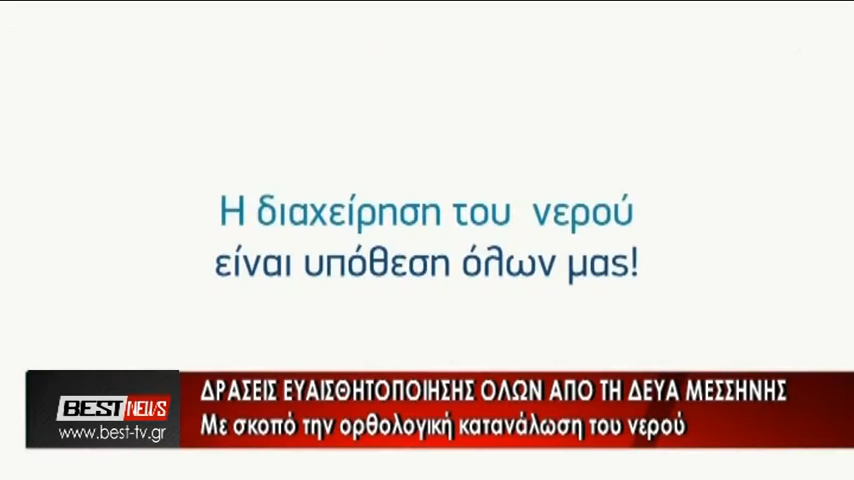 Η διαχείρηση του νερού
είναι υπόθεση όλων μας!
ΔΡΑΣΕΙΣ ΕΥΑΙΣΘΗΤΟΠΟΙΗΣΗΣ ΟΛΩΝ ΑΠΟ ΤΗ ΔΕΥΑ ΜΕΣΣΗΝΗΣ
BEST NEWS
Με σκοπό την ορθολογική κατανάλωση του νερού
www.best-tv.gr